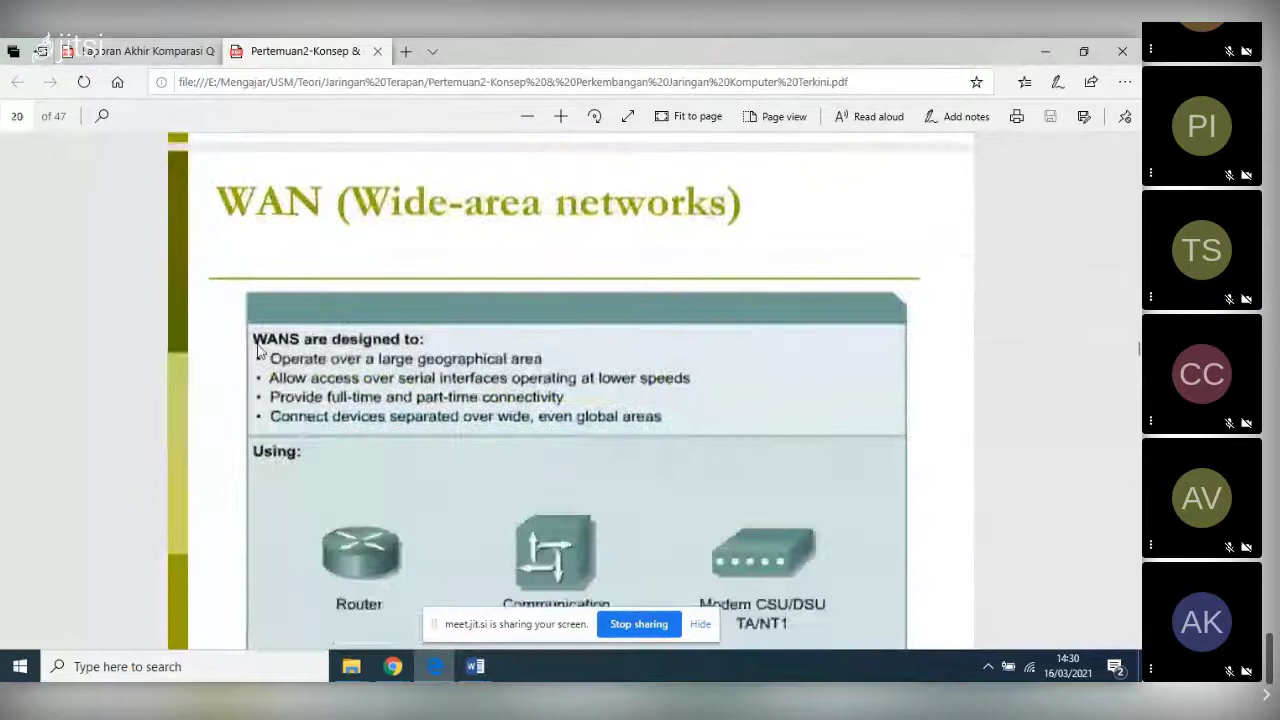 jitsi
Laporan Akhir Komparasi Q
Pertemuan2-Konsep &
file:///E:/Mengajar/USM/Teori/Jaringan%20Terapan/Pertemuan2-Konsep%20&%20Perkembangan%20Jaringan%20Komputer%20Terkini.pdf
20 of 47
Fit to page
Page view
Read aloud
Add notes
WAN (Wide-area networks)
WANS are designed to:
• Operate over a large geographical area
• Allow access over serial interfaces operating at lower speeds
• Provide full-time and part-time connectivity
• Connect devices separated over wide, even global areas
Using:
Router
Communication
Modem CSU/DSU
TA/NT1
meet.jit.si is sharing your screen.
Stop sharing
Hide
Type here to search
14:30
16/03/2021
2
PI
TS
CC
AV
AK